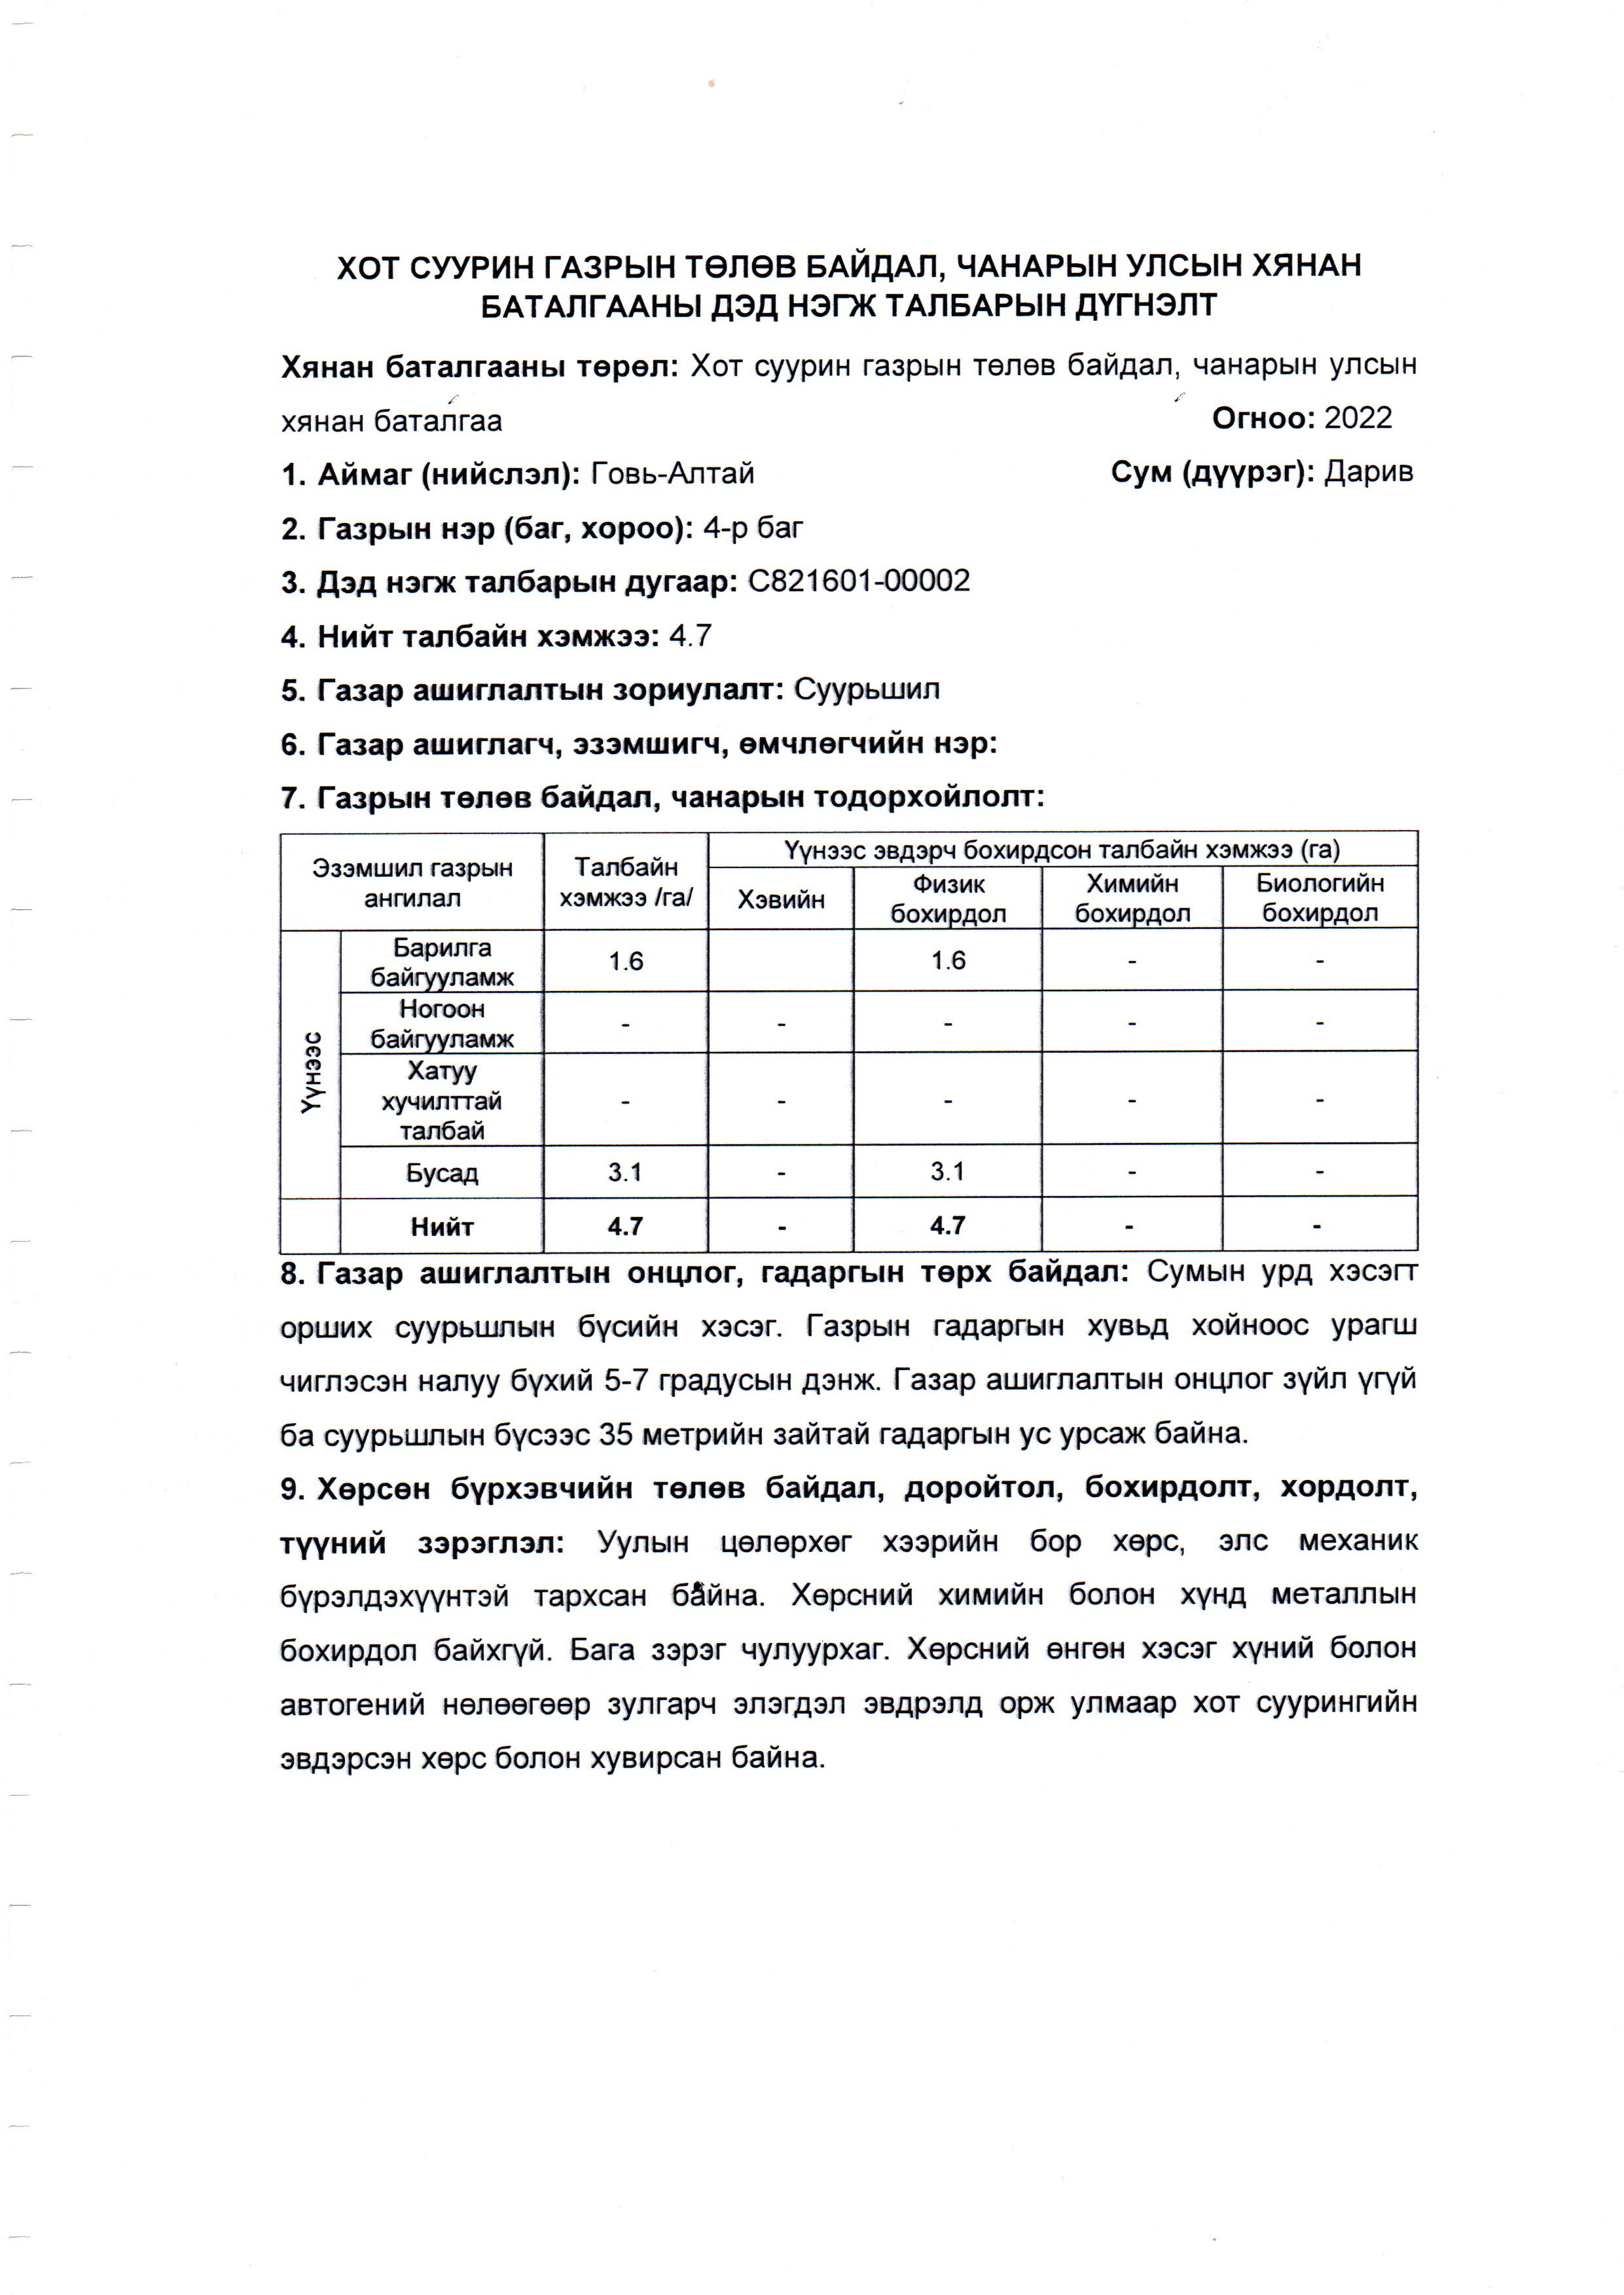 ХОТ СУУРИН ГАЗРЫН ТӨЛӨВ БАЙДАЛ, ЧАНАРЫН УЛСЫН ХЯНАН
БАТАЛГААНЫ ДЭД НЭГЖ ТАЛБАРЫН ДҮГНЭЛТ
Хянан баталгааны төрөл: Хот суурин газрын төлөв байдал, чанарын улсын
хянан баталгаа Огноо: 2022
1. Аймаг (нийслэл): Говь-Алтай Сум (дүүрэг): Дарив
2. Газрын нэр (баг, хороо): 4-р баг
3. Дэд нэгж талбарын дугаар: С821601-00002
4. Нийт талбайн хэмжээ: 4.7
5. Газар ашиглалтын зориулалт: Суурьшил
6. Газар ашиглагч, эзэмшигч, өмчлөгчийн нэр:
7. Газрын төлөв байдал, чанарын тодорхойлолт:
Эзэмшил газрын
ангилал
Талбайн
хэмжээ /га/
Үүнээс эвдэрч бохирдсон талбайн хэмжээ (га)
Хэвийн
Физик
бохирдол
Химийн
бохирдол
Биологийн
бохирдол
Үүнээс
Барилга
байгууламж
1.6 1.6 - -
Ногоон
байгууламж
- - - - -
Хатуу
хучилттай
талбай
- - - - -
Бусад 3.1 - 3.1 - -
Нийт 4.7 - 4.7 - -
8. Газар ашиглалтын онцлог, гадаргын төрх байдал: Сумын урд хэсэгт
орших суурьшлын бүсийн хэсэг. Газрын гадаргын хувьд хойноос урагш
чиглэсэн налуу бүхий 5-7 градусын дэнж. Газар ашиглалтын онцлог зүйл үгүй
ба суурьшлын бүсээс 35 метрийн зайтай гадаргын ус урсаж байна.
9. Хөрсөн бүрхэвчийн төлөв байдал, доройтол, бохирдолт, хордолт,
түүний зэрэглэл: Уулын цөлөрхөг хээрийн бор хөрс, элс механик
бүрэлдэхүүнтэй тархсан байна. Хөрсний химийн болон хүнд металлын
бохирдол байхгүй. Бага зэрэг чулуурхаг. Хөрсний өнгөн хэсэг хүний болон
автогений нөлөөгөөр зулгарч элэгдэл эвдрэлд орж улмаар хот суурингийн
эвдэрсэн хөрс болон хувирсан байна.